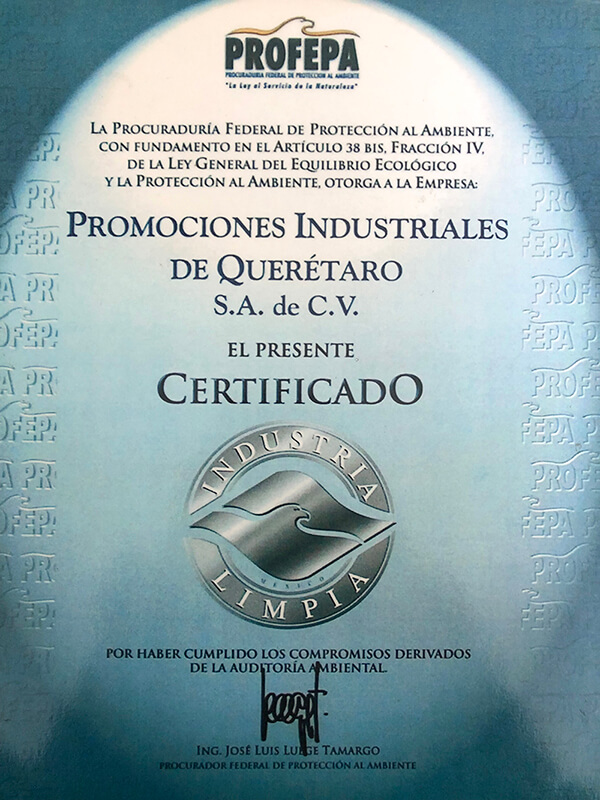 PROFEPA
PROCURADURÍA FEDERAL DE PROTECCIÓN AL AMBIENTE
"La Ley al Servicio de la Naturaleza"
LA PROCURADURÍA FEDERAL DE PROTECCIÓN AL AMBIENTE,
CON FUNDAMENTO EN EL ARTÍCULO 38 BIS, FRACCIÓN IV,
DE LA LEY GENERAL DEL EQUILIBRIO ECOLÓGICO
Y LA PROTECCIÓN AL AMBIENTE, OTORGA A LA EMPRESA:
PROMOCIONES INDUSTRIALES
DE QUERÉTARO
S.A. de C.V.
EL PRESENTE
CERTIFICADO
INDUSTRIA
MEXICO
LIMPIA
POR HABER CUMPLIDO LOS COMPROMISOS DERIVADOS
DE LA AUDITORÍA AMBIENTAL.
ING. JOSÉ LUIS LUEGE TAMARGO
PROCURADOR FEDERAL DE PROTECCIÓN AL AMBIENTE